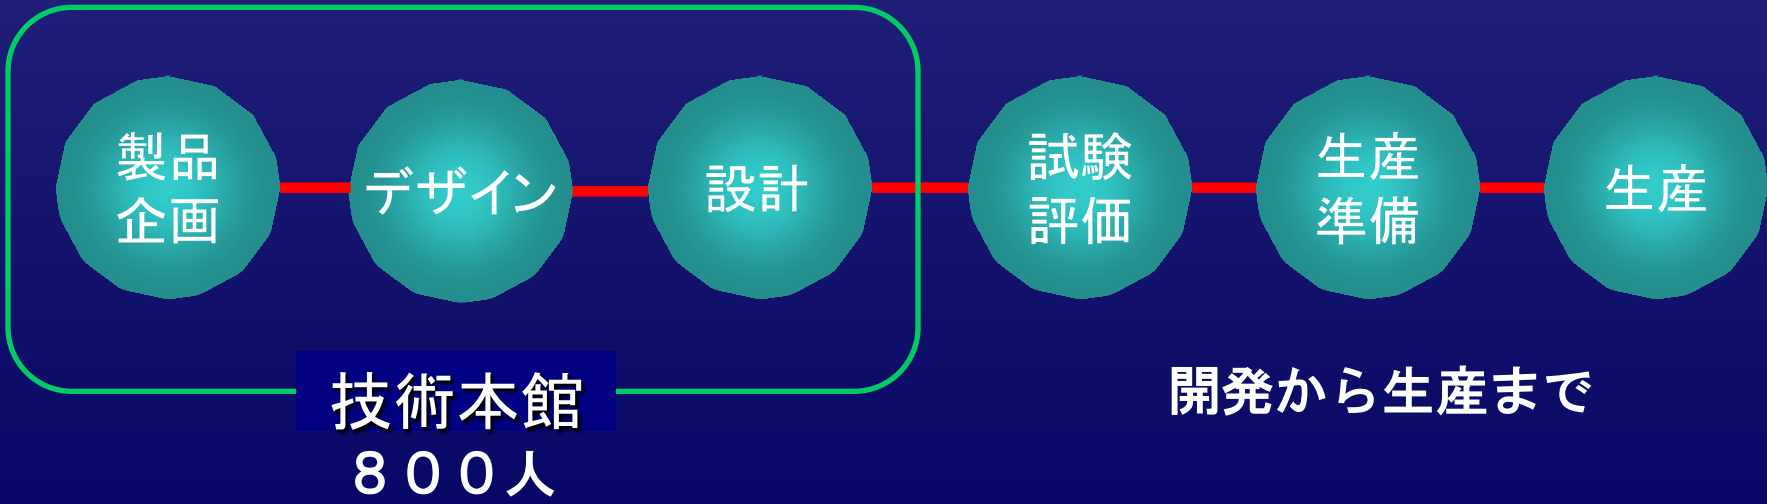 製品
企画
デザイン
設計
試験
評価
生産
準備
生産
技術本館
８００人
開発から生産まで